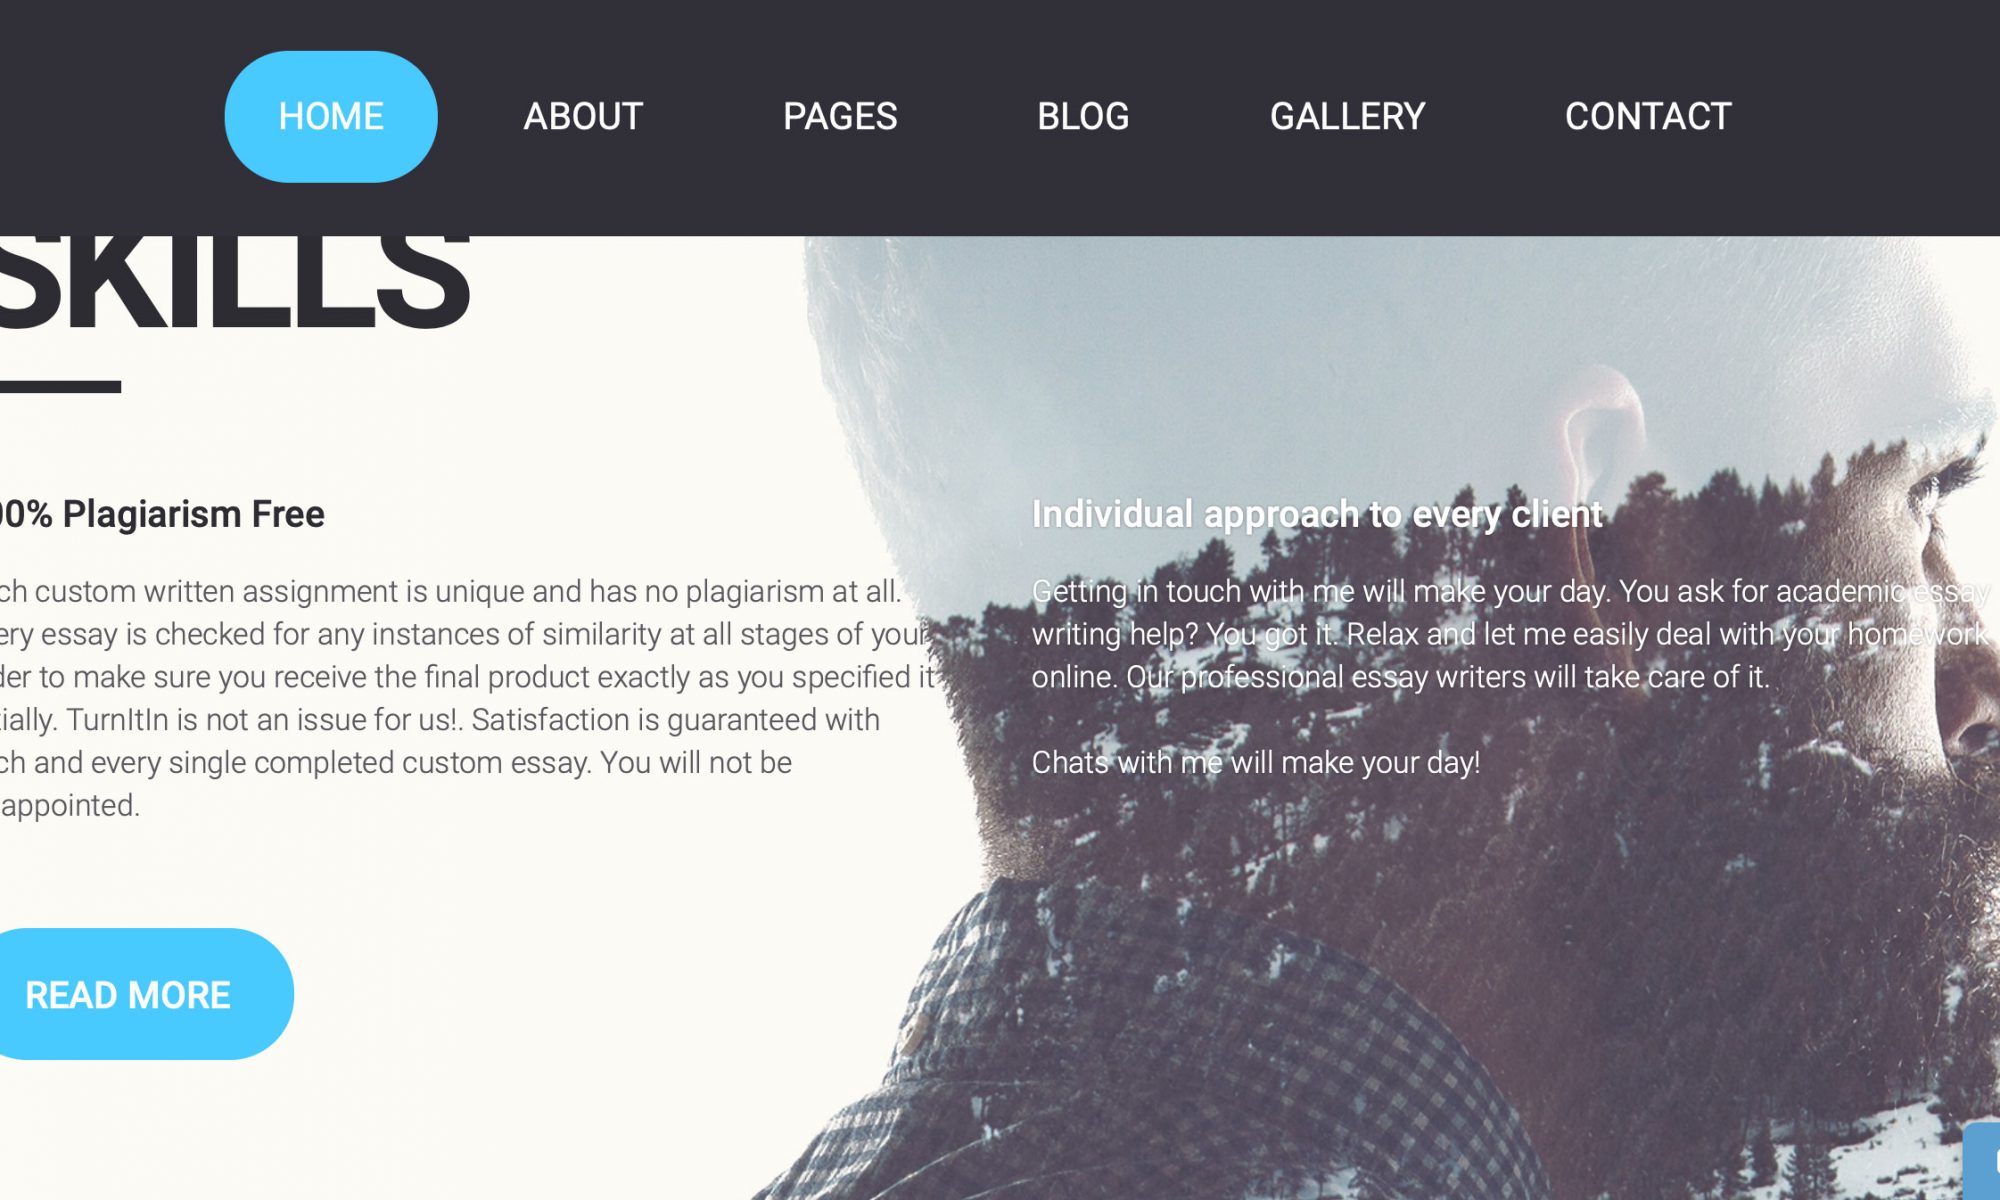 HOME ABOUT PAGES BLOG GALLERY CONTACT
SKILLS
00% Plagiarism Free
ch custom written assignment is unique and has no plagiarism at all.
ery essay is checked for any instances of similarity at all stages of your
der to make sure you receive the final product exactly as you specified it
tially. TurnItIn is not an issue for us!. Satisfaction is guaranteed with
ch and every single completed custom essay. You will not be
appointed.
READ MORE
Individual approach to every client
Getting in touch with me will make your day. You ask for academic essay
writing help? You got it. Relax and let me easily deal with your homework
online. Our professional essay writers will take care of it.
Chats with me will make your day!